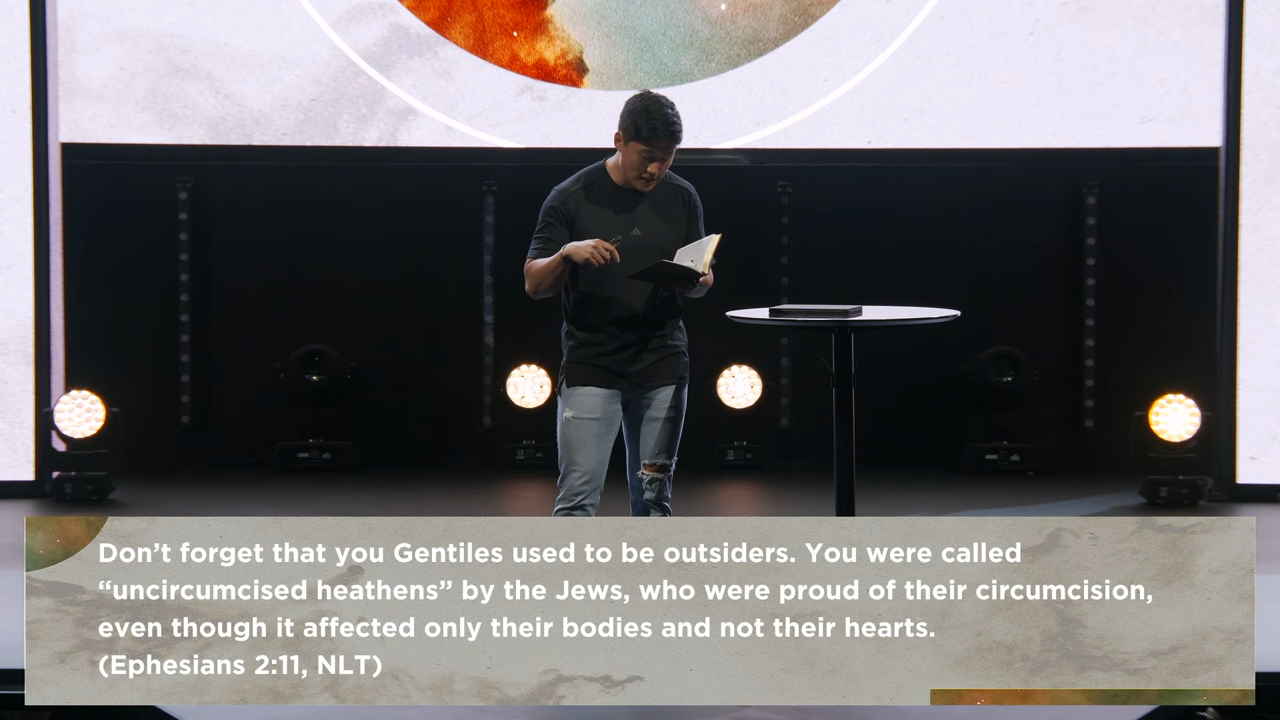 Don’t forget that you Gentiles used to be outsiders. You were called
“uncircumcised heathens” by the Jews, who were proud of their circumcision,
even though it affected only their bodies and not their hearts.
(Ephesians 2:11, NLT)